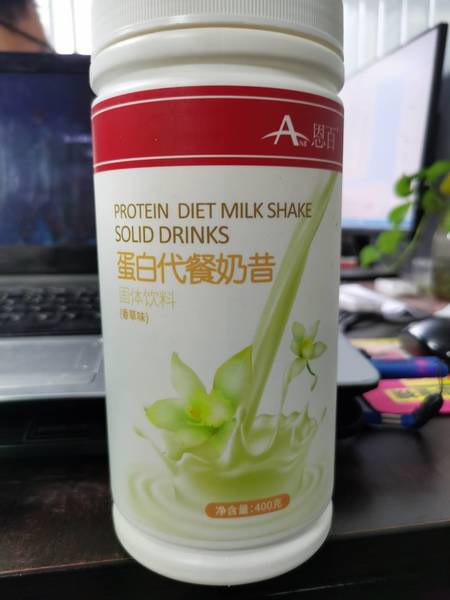 A
恩百
PROTEIN DIET MILK SHAKE
SOLID DRINKS
蛋白代餐奶昔
固体饮料
(香草味)
净含量:400克